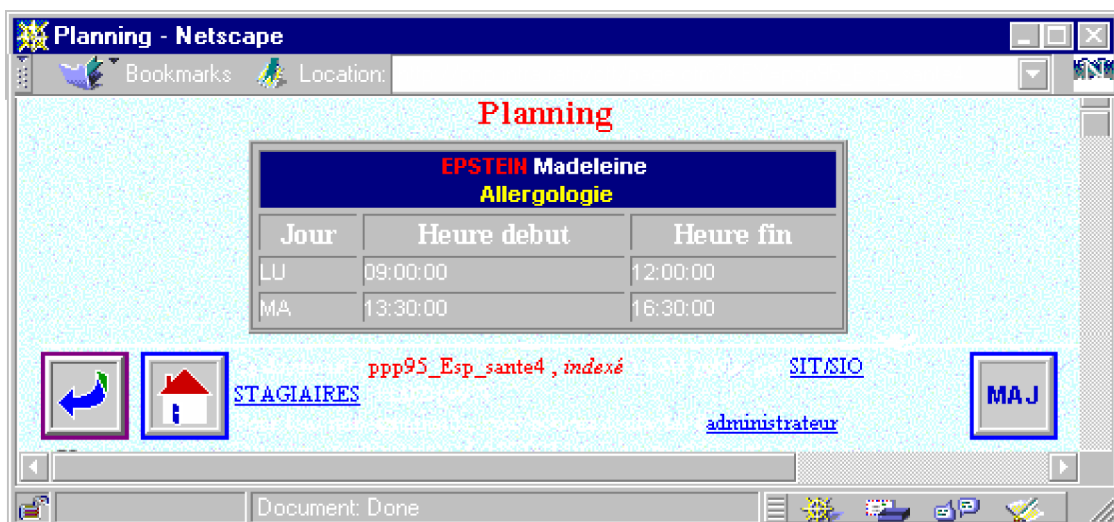 Planning - Netscape
Bookmarks Location:
N
Planning
EPSTEIN Madeleine
Allergologie
Jour Heure debut Heure fin
LU 09:00:00 12:00:00
MA 13:30:00 16:30:00
ppp95_Esp_sante4 , indexé SIT/SIO
STAGIAIRES
administrateur
MAJ
Document: Done